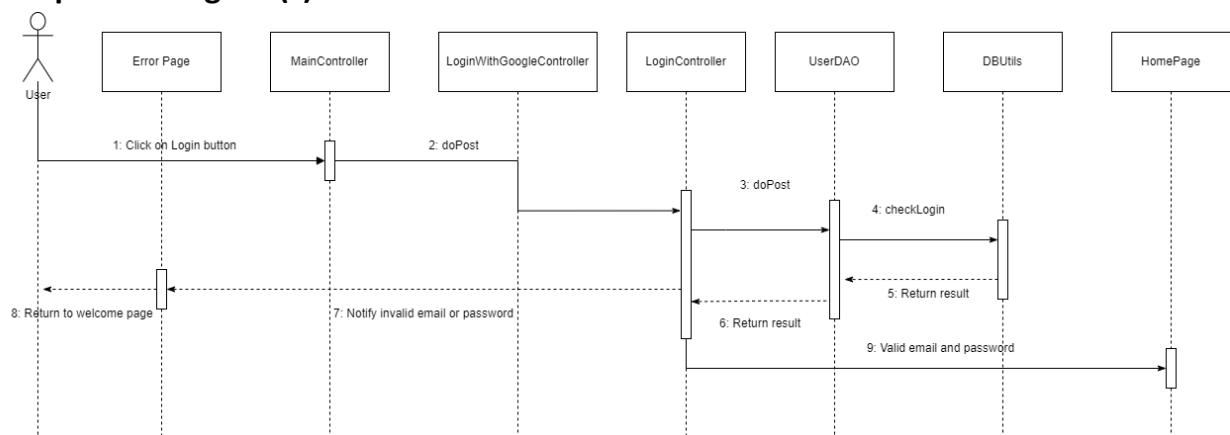 User
Error Page
MainController
LoginWithGoogleController
LoginController
UserDAO
DBUtils
HomePage
1: Click on Login button
2: doPost
3: doPost
4: checkLogin
5: Return result
6: Return result
7: Notify invalid email or password
8: Return to welcome page
9: Valid email and password